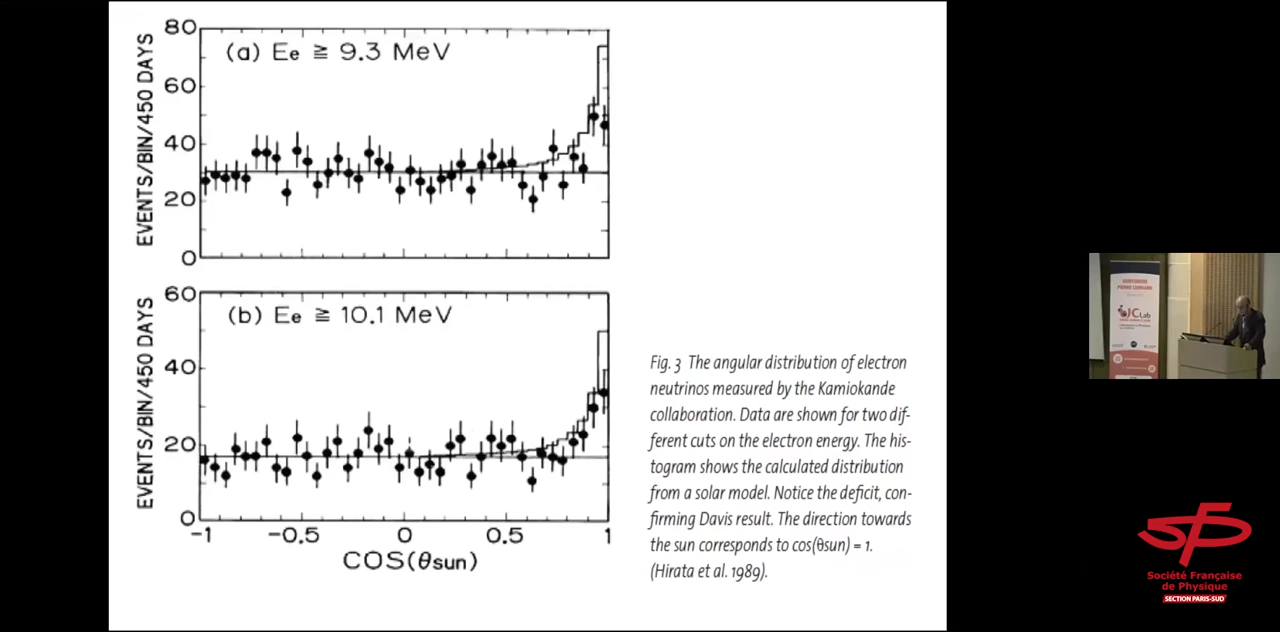 80
60
40
20
0
EVENTS/BIN/450 DAYS
(a) Ee ≧ 9.3 MeV
60
40
20
0
EVENTS/BIN/450 DAYS
(b) Ee ≧ 10.1 MeV
-1
-0.5
0
0.5
1
COS(θsun)
Fig. 3 The angular distribution of electron
neutrinos measured by the Kamiokande
collaboration. Data are shown for two dif-
ferent cuts on the electron energy. The his-
togram shows the calculated distribution
from a solar model. Notice the deficit, con-
firming Davis result. The direction towards
the sun corresponds to cos(θsun) = 1.
(Hirata et al. 1989).
AUDITORIUM
PIERRE LEHMANN
JCLab
sfp
Société Française
de Physique
SECTION PARIS-SUD